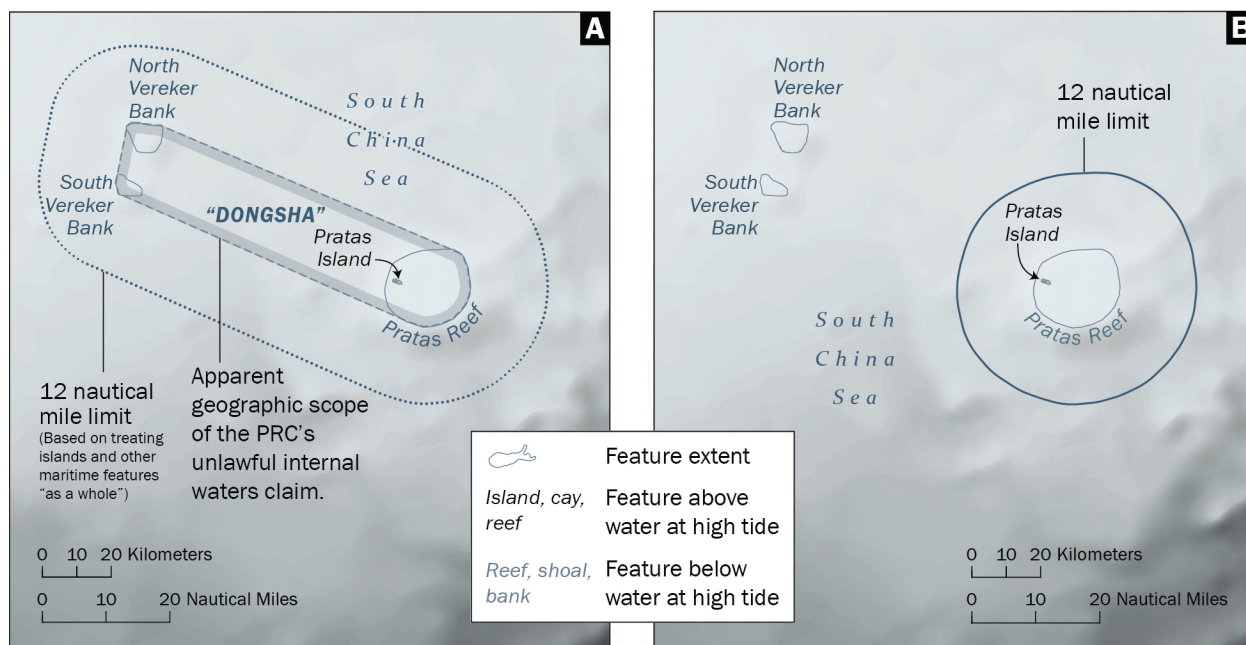 A
North
Vereker
Bank
South
China
Sea
South
Vereker
Bank
“DONGSHA”
Pratas
Island
Pratas Reef
12 nautical
mile limit
(Based on treating
islands and other
maritime features
“as a whole”)
Apparent
geographic scope
of the PRC’s
unlawful internal
waters claim.
0 10 20 Kilometers
0 10 20 Nautical Miles
B
North
Vereker
Bank
12 nautical
mile limit
South
Vereker
Bank
Pratas
Island
Pratas Reef
South
China
Sea
0 10 20 Kilometers
0 10 20 Nautical Miles
Feature extent
Island, cay,
reef
Feature above
water at high tide
Reef, shoal,
bank
Feature below
water at high tide